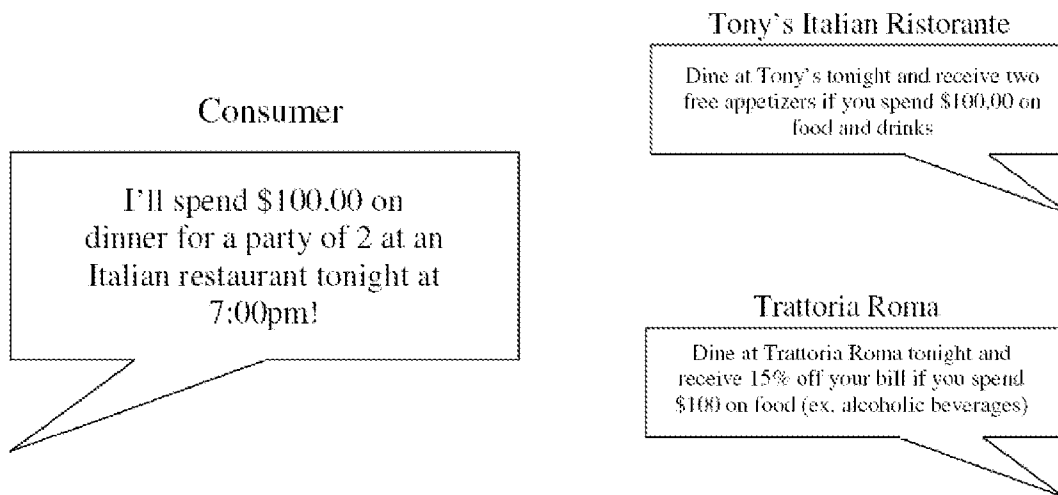 Consumer
I'll spend $100.00 on
dinner for a party of 2 at an
Italian restaurant tonight at
7:00pm!
Tony's Italian Ristorante
Dine at Tony's tonight and receive two
free appetizers if you spend $100.00 on
food and drinks
Trattoria Roma
Dine at Trattoria Roma tonight and
receive 15% off your bill if you spend
$100 on food (ex. alcoholic beverages)